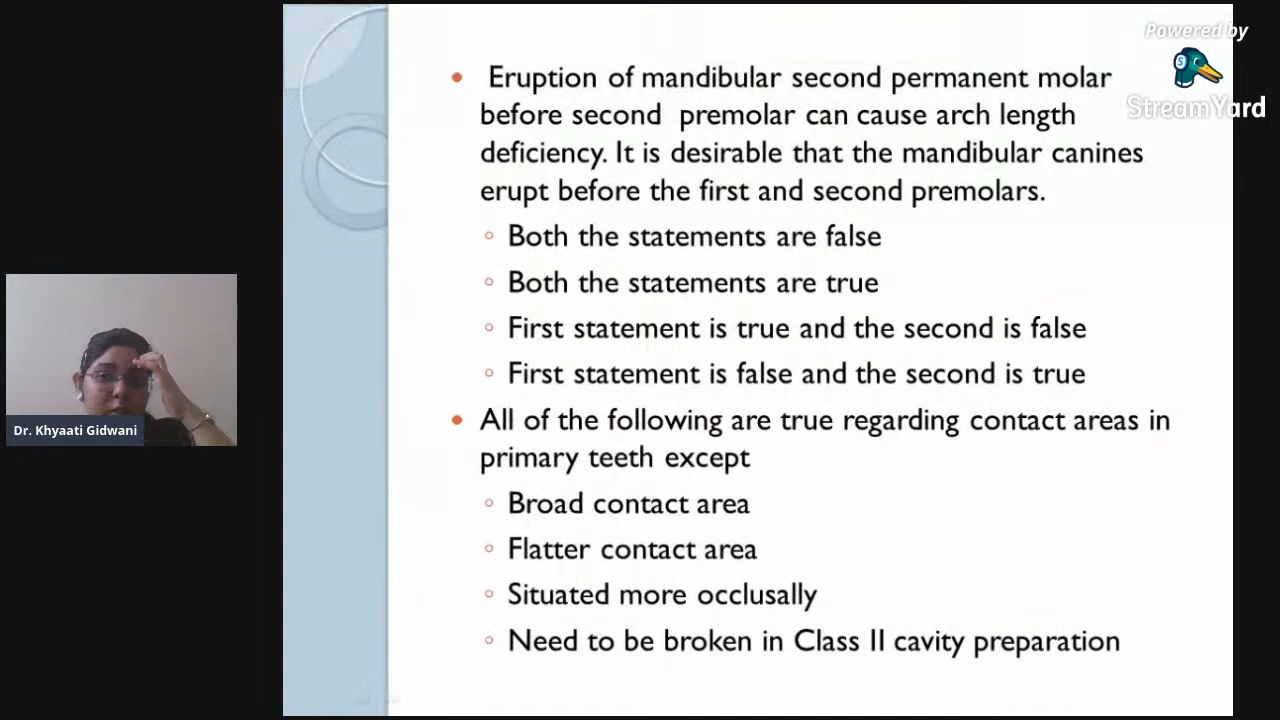 Powered by
StreamYard
Eruption of mandibular second permanent molar
before second premolar can cause arch length
deficiency. It is desirable that the mandibular canines
erupt before the first and second premolars.
Both the statements are false
Both the statements are true
First statement is true and the second is false
First statement is false and the second is true
All of the following are true regarding contact areas in
primary teeth except
Broad contact area
Flatter contact area
Situated more occlusally
Need to be broken in Class II cavity preparation
Dr. Khyaati Gidwani